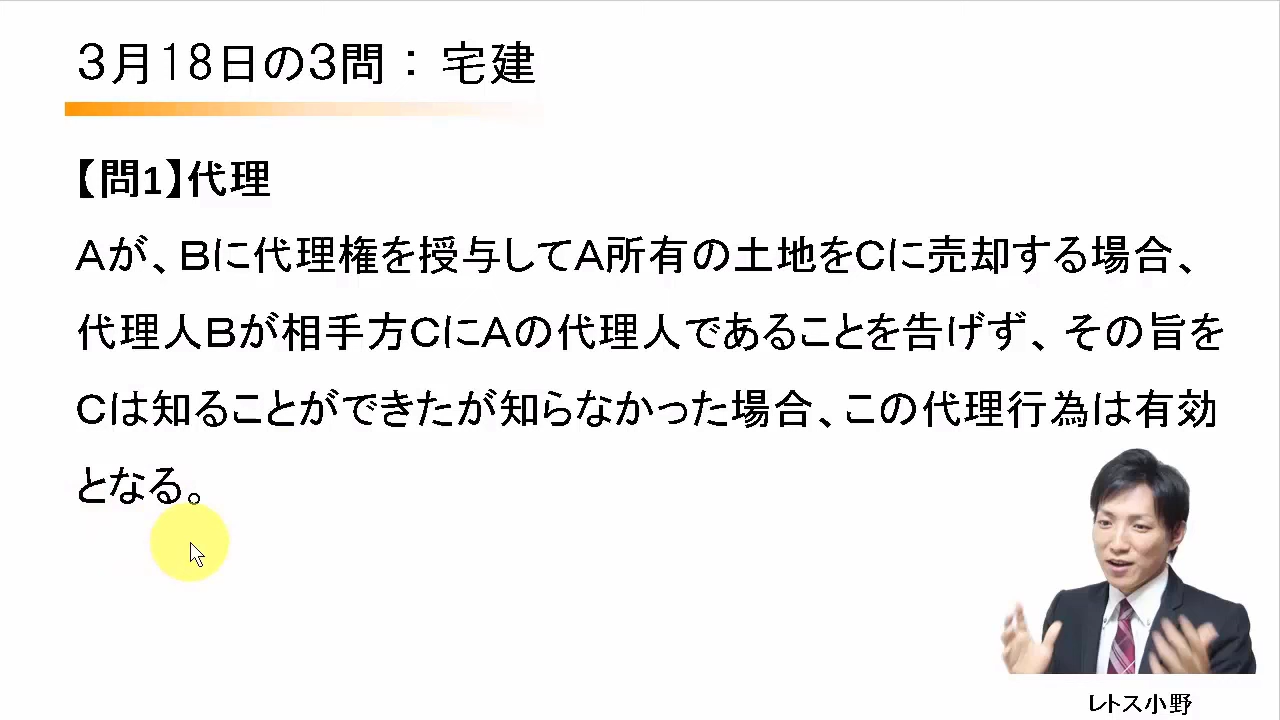 ３月18日の３問： 宅建
【問1】代理
Ａが、Ｂに代理権を授与してＡ所有の土地をＣに売却する場合、
代理人Ｂが相手方ＣにＡの代理人であることを告げず、その旨を
Ｃは知ることができたが知らなかった場合、この代理行為は有効
となる。
レトス小野